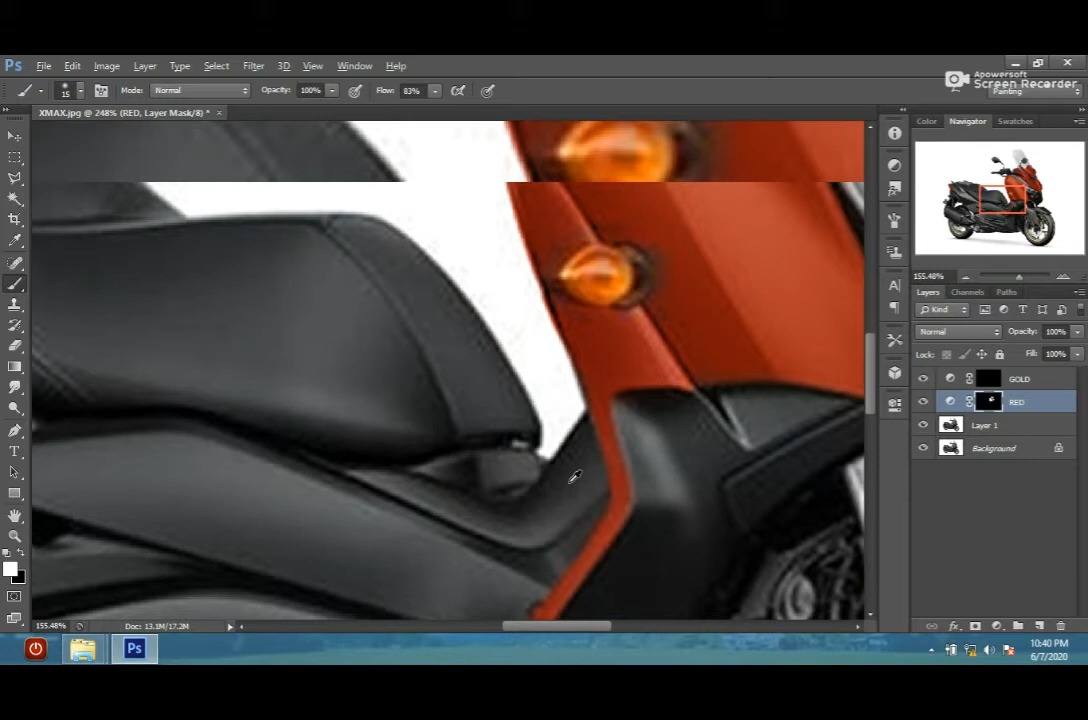 Ps File Edit Image Layer Type Select Filter 3D View Window Help
Apowersoft
Screen Recorder
15 Mode: Normal Opacity: 100% Flow: 83% Painting
XMAX.jpg @ 248% (RED, Layer Mask/8) * ×
Color Navigator Swatches
155.48%
Layers Channels Paths
Kind
Normal Opacity: 100%
Lock: Fill: 100%
GOLD
RED
Layer 1
Background
155.48% Doc: 13.1M/17.2M
Ps
10:40 PM
6/7/2020